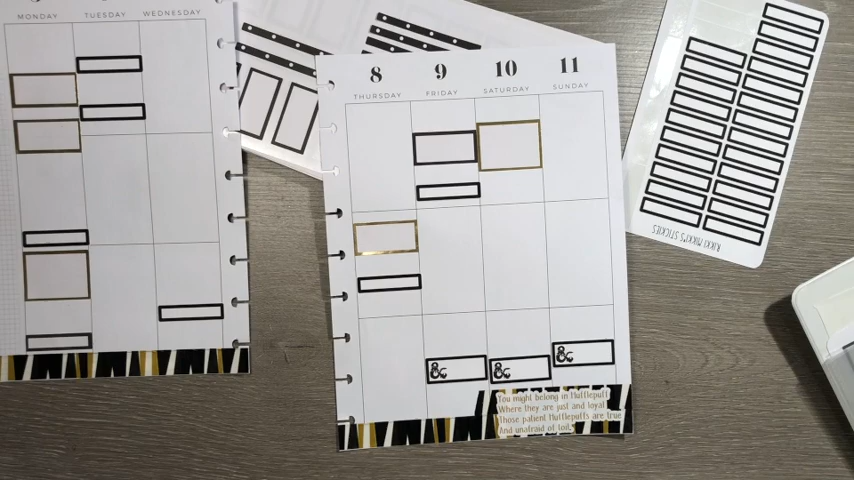 MONDAY
TUESDAY
WEDNESDAY
8
9
10
11
THURSDAY
FRIDAY
SATURDAY
SUNDAY
&
&
&
You might belong in Hufflepuff
Where they are just and loyal
Those patient Hufflepuffs are true
And unafraid of toil.